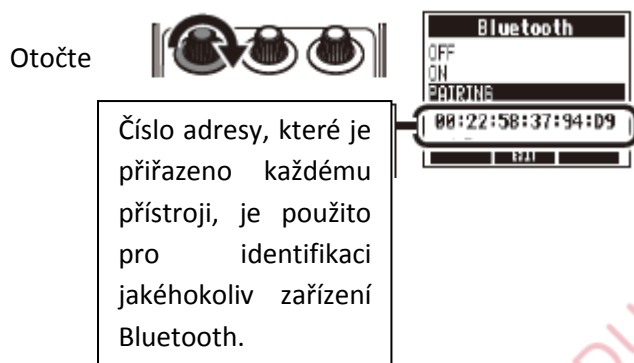 Otočte
Bluetooth
OFF
ON
PAIRING
00:22:58:37:94:D9
Číslo adresy, které je
přiřazeno každému
přístroji, je použito
pro identifikaci
jakéhokoliv zařízení
Bluetooth.